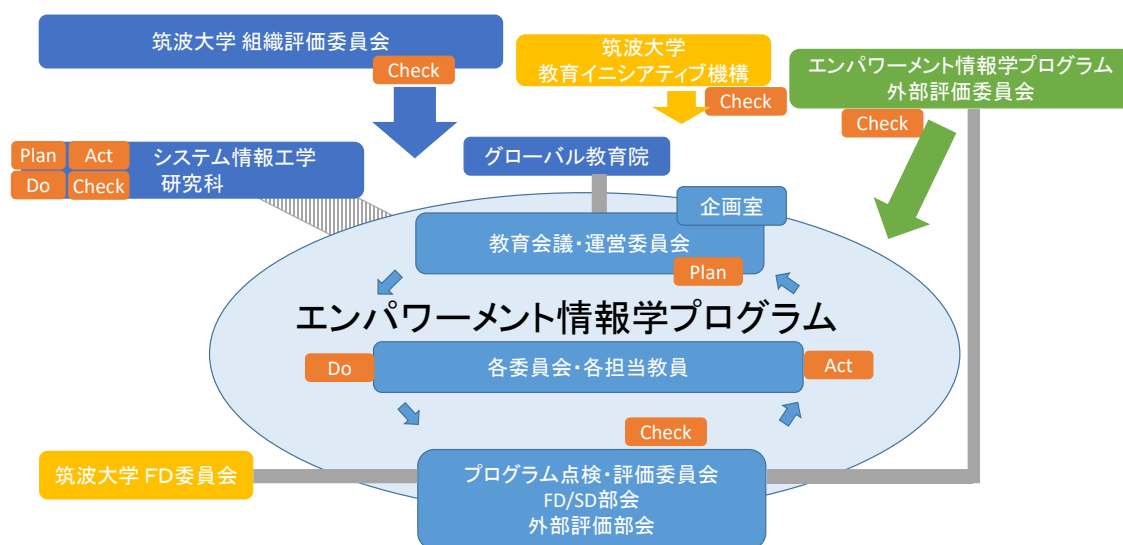 筑波大学 組織評価委員会
Check
筑波大学
教育イニシアティブ機構
Check
エンパワーメント情報学プログラム
外部評価委員会
Check
Plan
Act
Do
Check
システム情報工学
研究科
グローバル教育院
企画室
教育会議・運営委員会
Plan
エンパワーメント情報学プログラム
Do
各委員会・各担当教員
Act
Check
筑波大学 FD委員会
プログラム点検・評価委員会
FD/SD部会
外部評価部会